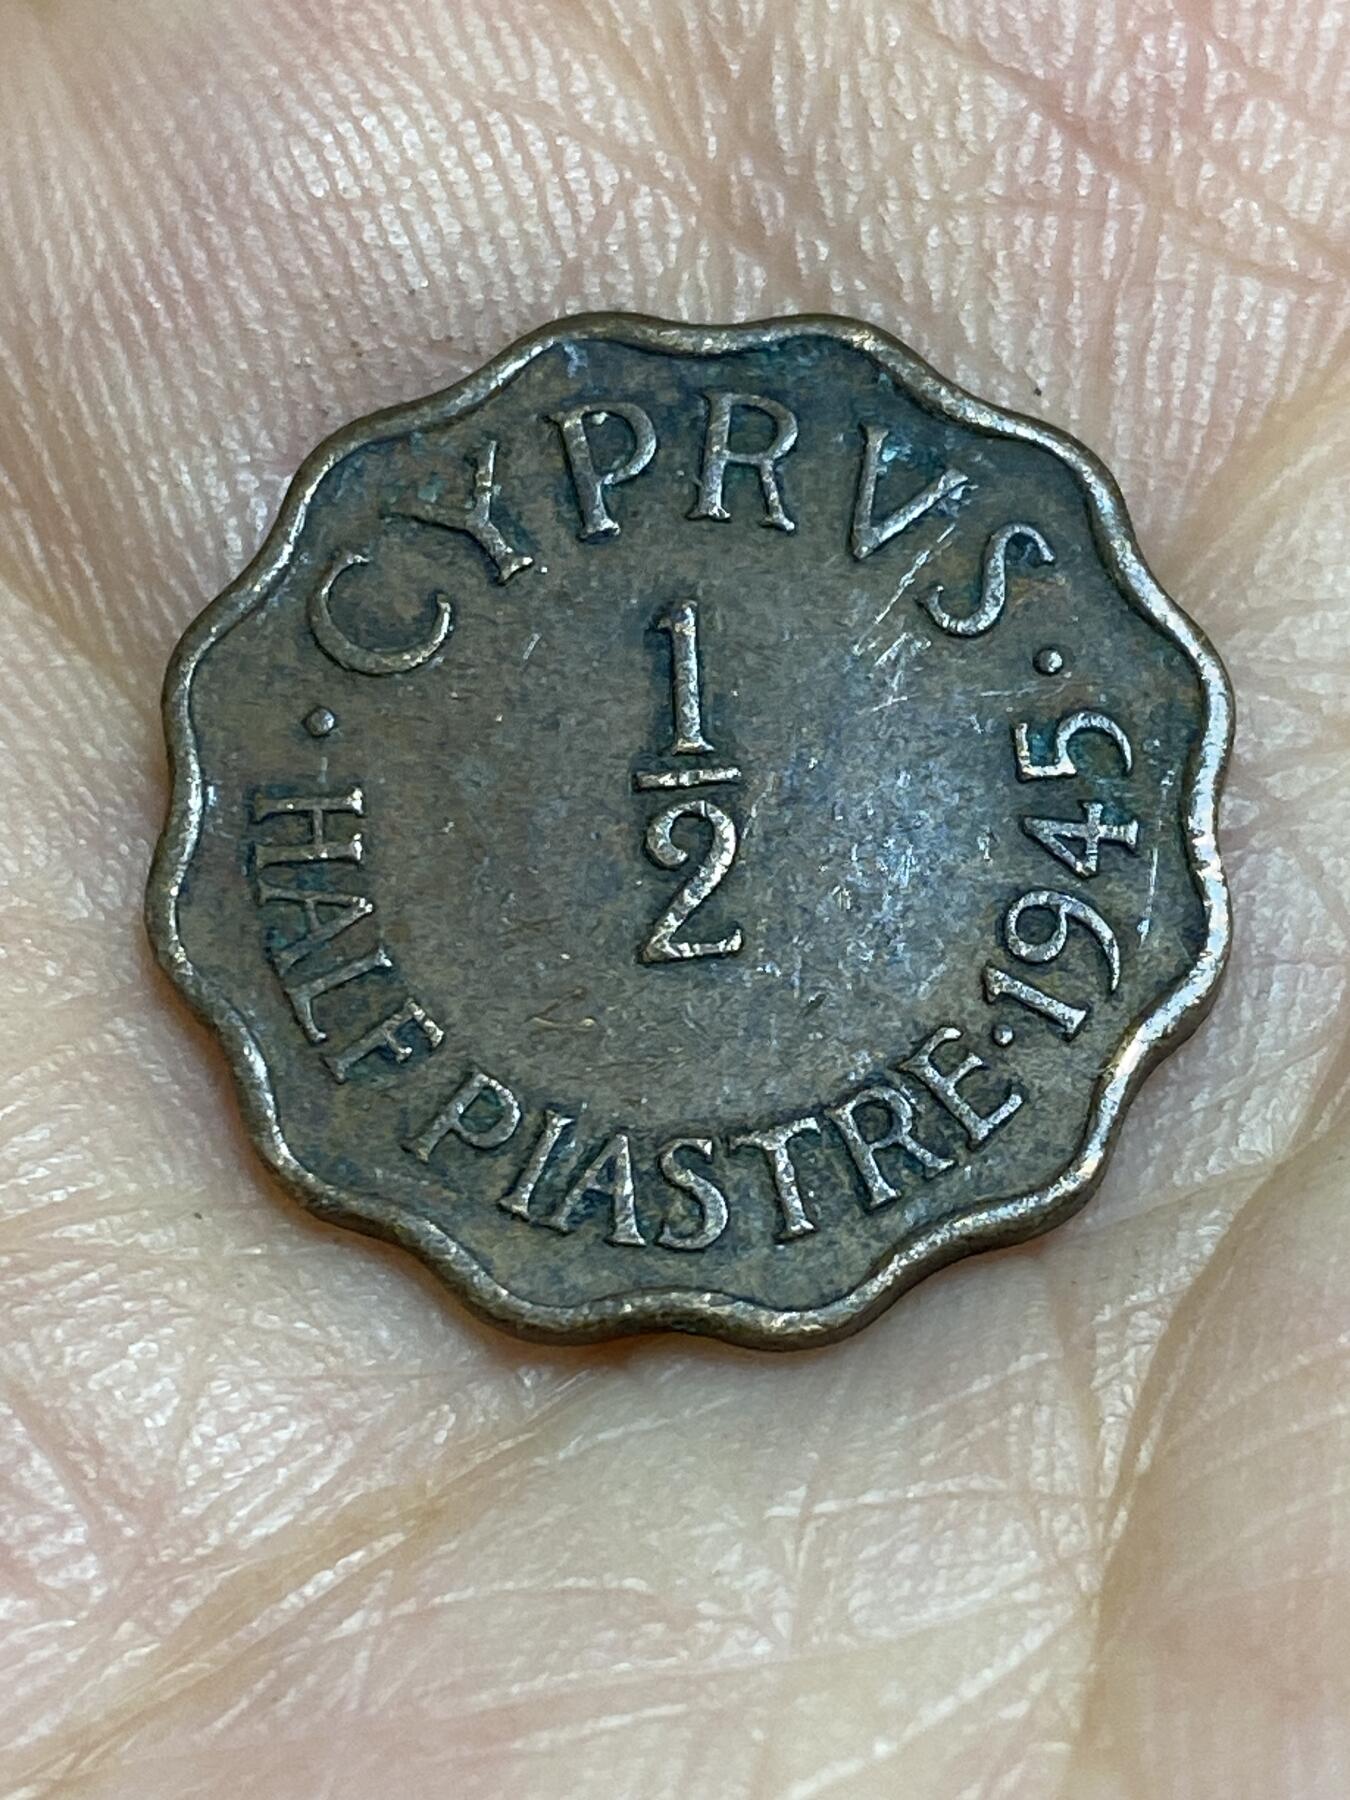 CYPRVS
1/2
· HALF PIASTRE · 1945 ·